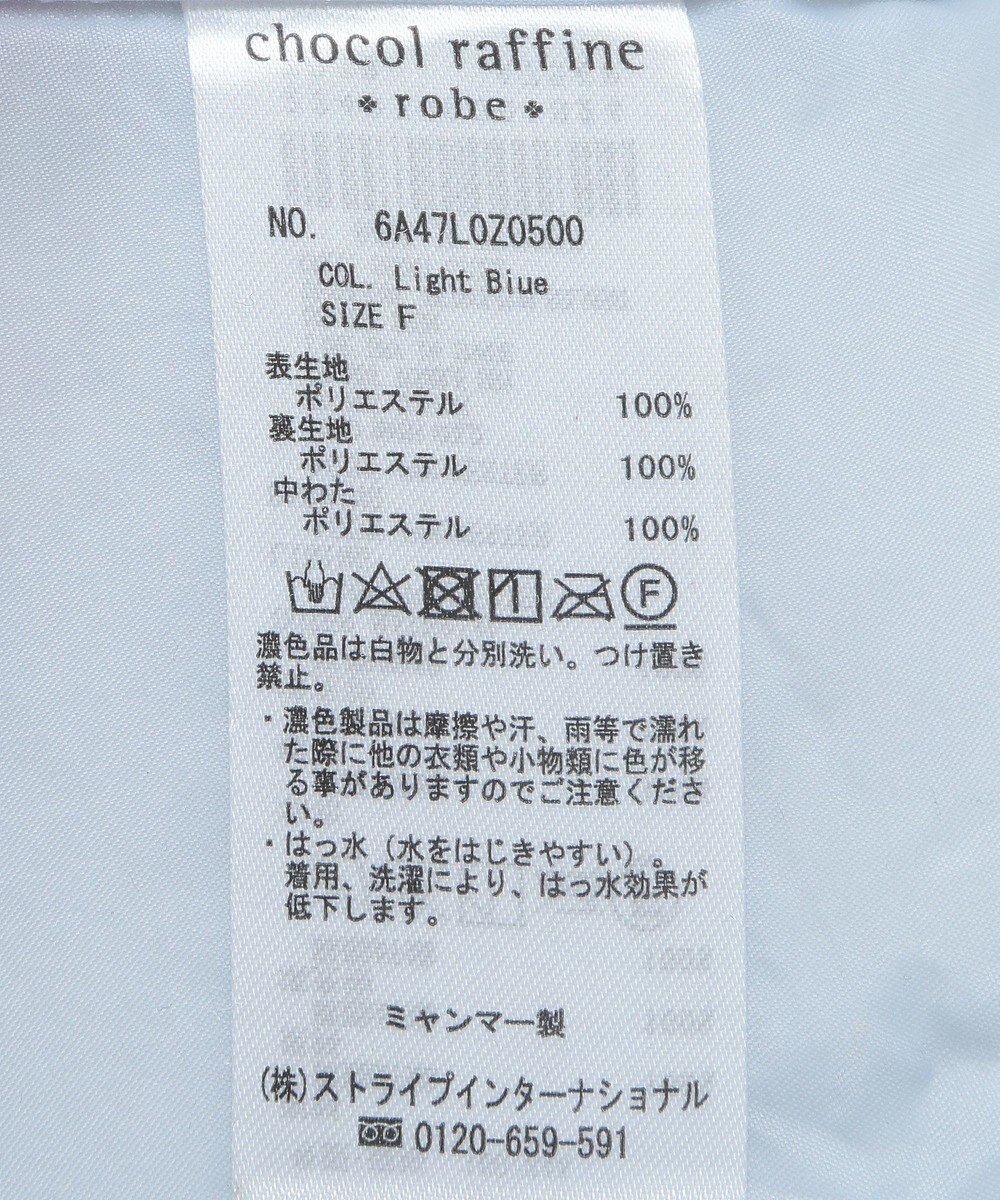 chocol raffine
robe
NO. 6A47L0Z0500
COL. Light Biue
SIZE F
表生地
ポリエステル 100%
裏生地
ポリエステル 100%
中わた
ポリエステル 100%
F
濃色品は白物と分別洗い。つけ置き
禁止。
・濃色製品は摩擦や汗、雨等で濡れ
た際に他の衣類や小物類に色が移
る事がありますのでご注意くださ
い。
・はっ水(水をはじきやすい)。
着用、洗濯により、はっ水効果が
低下します。
ミャンマー製
(株)ストライプインターナショナル
0120-659-591